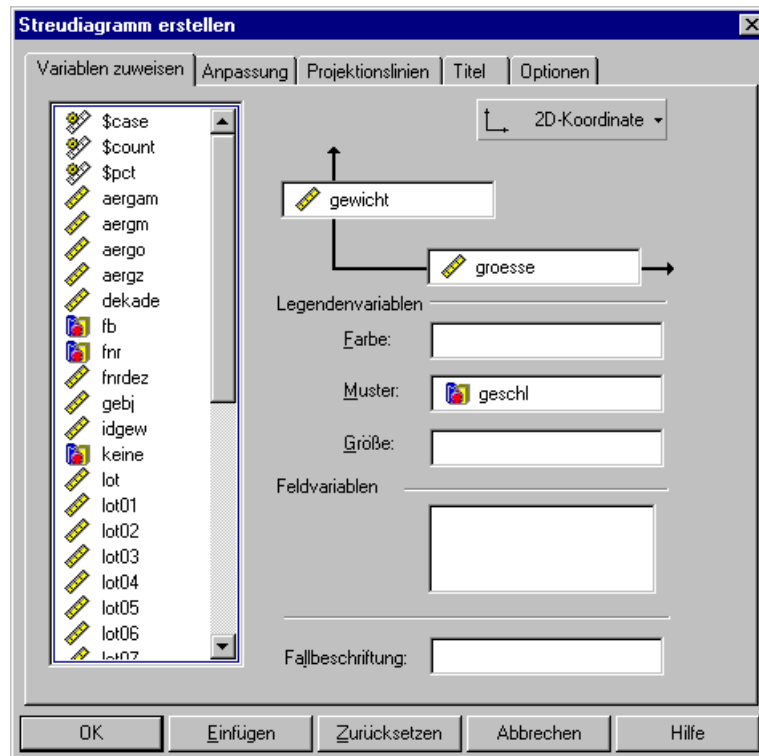 Streudiagramm erstellen
Variablen zuweisen
Anpassung
Projektionslinien
Titel
Optionen
$case
$count
$pct
aergam
aergm
aergo
aergz
dekade
fb
fnr
fnrdez
gebj
idgew
keine
lot
lot01
lot02
lot03
lot04
lot05
lot06
lot07
2D-Koordinate
gewicht
groesse
Legendenvariablen
Farbe:
Muster:
geschl
Größe:
Feldvariablen
Fallbeschriftung:
OK
Einfügen
Zurücksetzen
Abbrechen
Hilfe